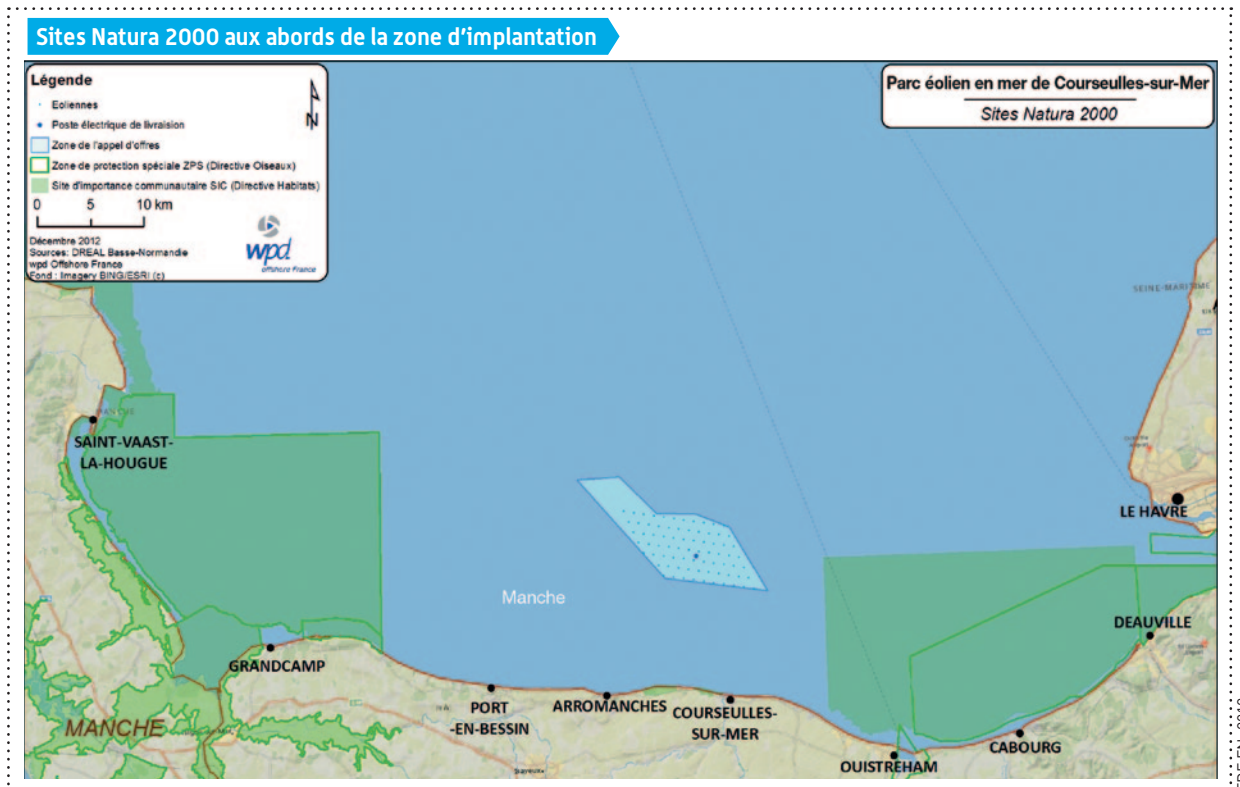 Sites Natura 2000 aux abords de la zone d'implantation
Légende
Eoliennes
Poste électrique de livraision
Zone de l'appel d'offres
Zone de protection spéciale ZPS (Directive Oiseaux)
Site d'importance communautaire SIC (Directive Habitats)
0 5 10 km
Décembre 2012
Sources: DREAL Basse-Normandie
wpd Offshore France
Fond : Imagery BING/ESRI (c)
wpd
offshore France
N
Parc éolien en mer de Courseulles-sur-Mer
Sites Natura 2000
SEINE-MARITIME
MANCHE
SAINT-VAAST-
LA-HOUGUE
LE HAVRE
Manche
DEAUVILLE
GRANDCAMP
PORT
-EN-BESSIN
ARROMANCHES
COURSEULLES-
SUR-MER
MANCHE
CABOURG
OUISTREHAM
Bayeux